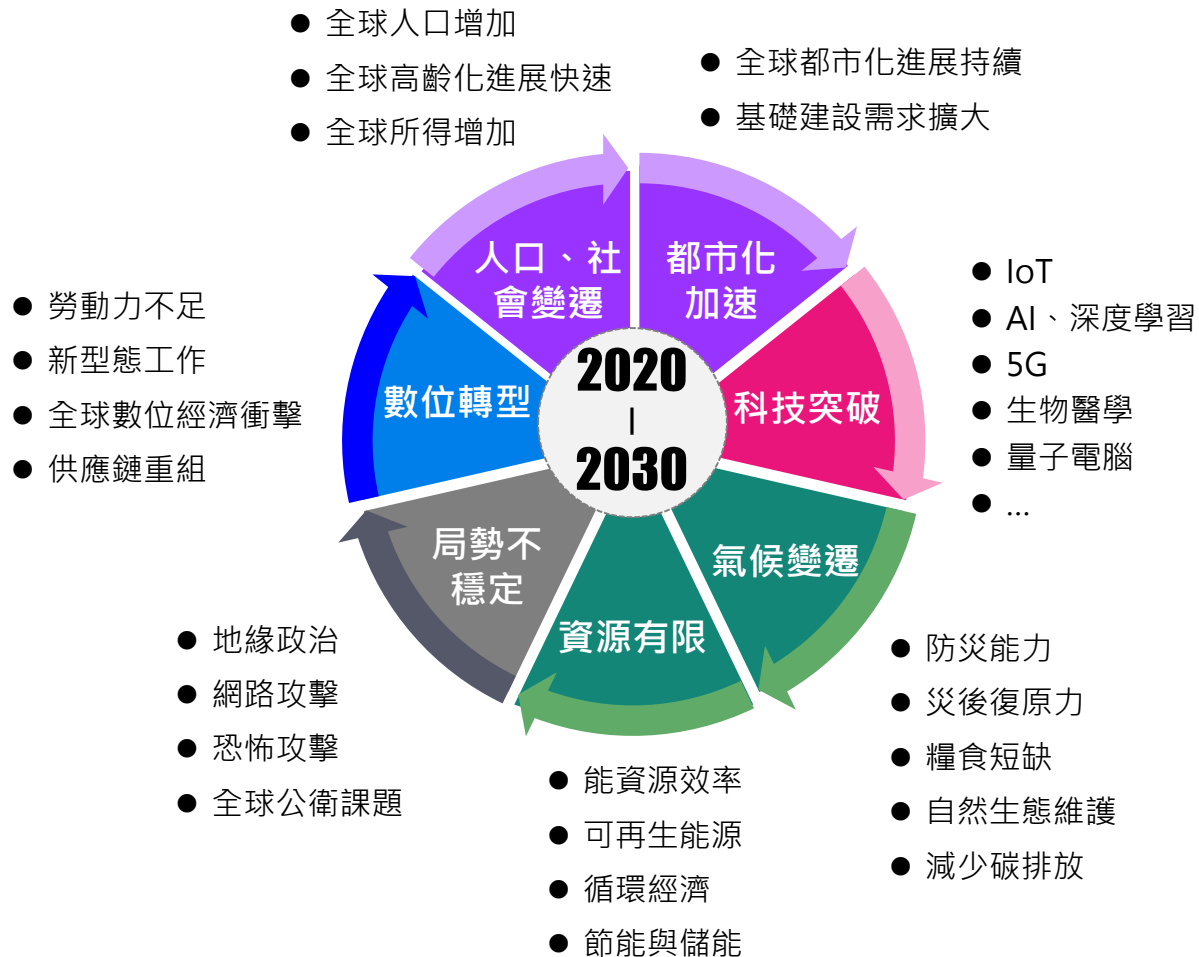 ● 全球人口增加
● 全球高齡化進展快速
● 全球所得增加
● 全球都市化進展持續
● 基礎建設需求擴大
人口、社
會變遷
都市化
加速
● IoT
● AI、深度學習
● 5G
● 生物醫學
● 量子電腦
● ...
● 勞動力不足
● 新型態工作
● 全球數位經濟衝擊
● 供應鏈重組
數位轉型
2020
–
2030
科技突破
局勢不
穩定
資源有限
氣候變遷
● 地緣政治
● 網路攻擊
● 恐怖攻擊
● 全球公衛課題
● 能資源效率
● 可再生能源
● 循環經濟
● 節能與儲能
● 防災能力
● 災後復原力
● 糧食短缺
● 自然生態維護
● 減少碳排放